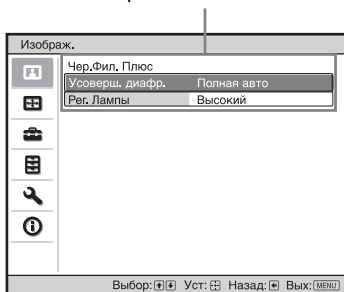 Изображ.
Чер.Фил. Плюс
Усоверш. диафр. Полная авто
Рег. Лампы Высокий
Выбор: Уст: Назад: Вых: MENU